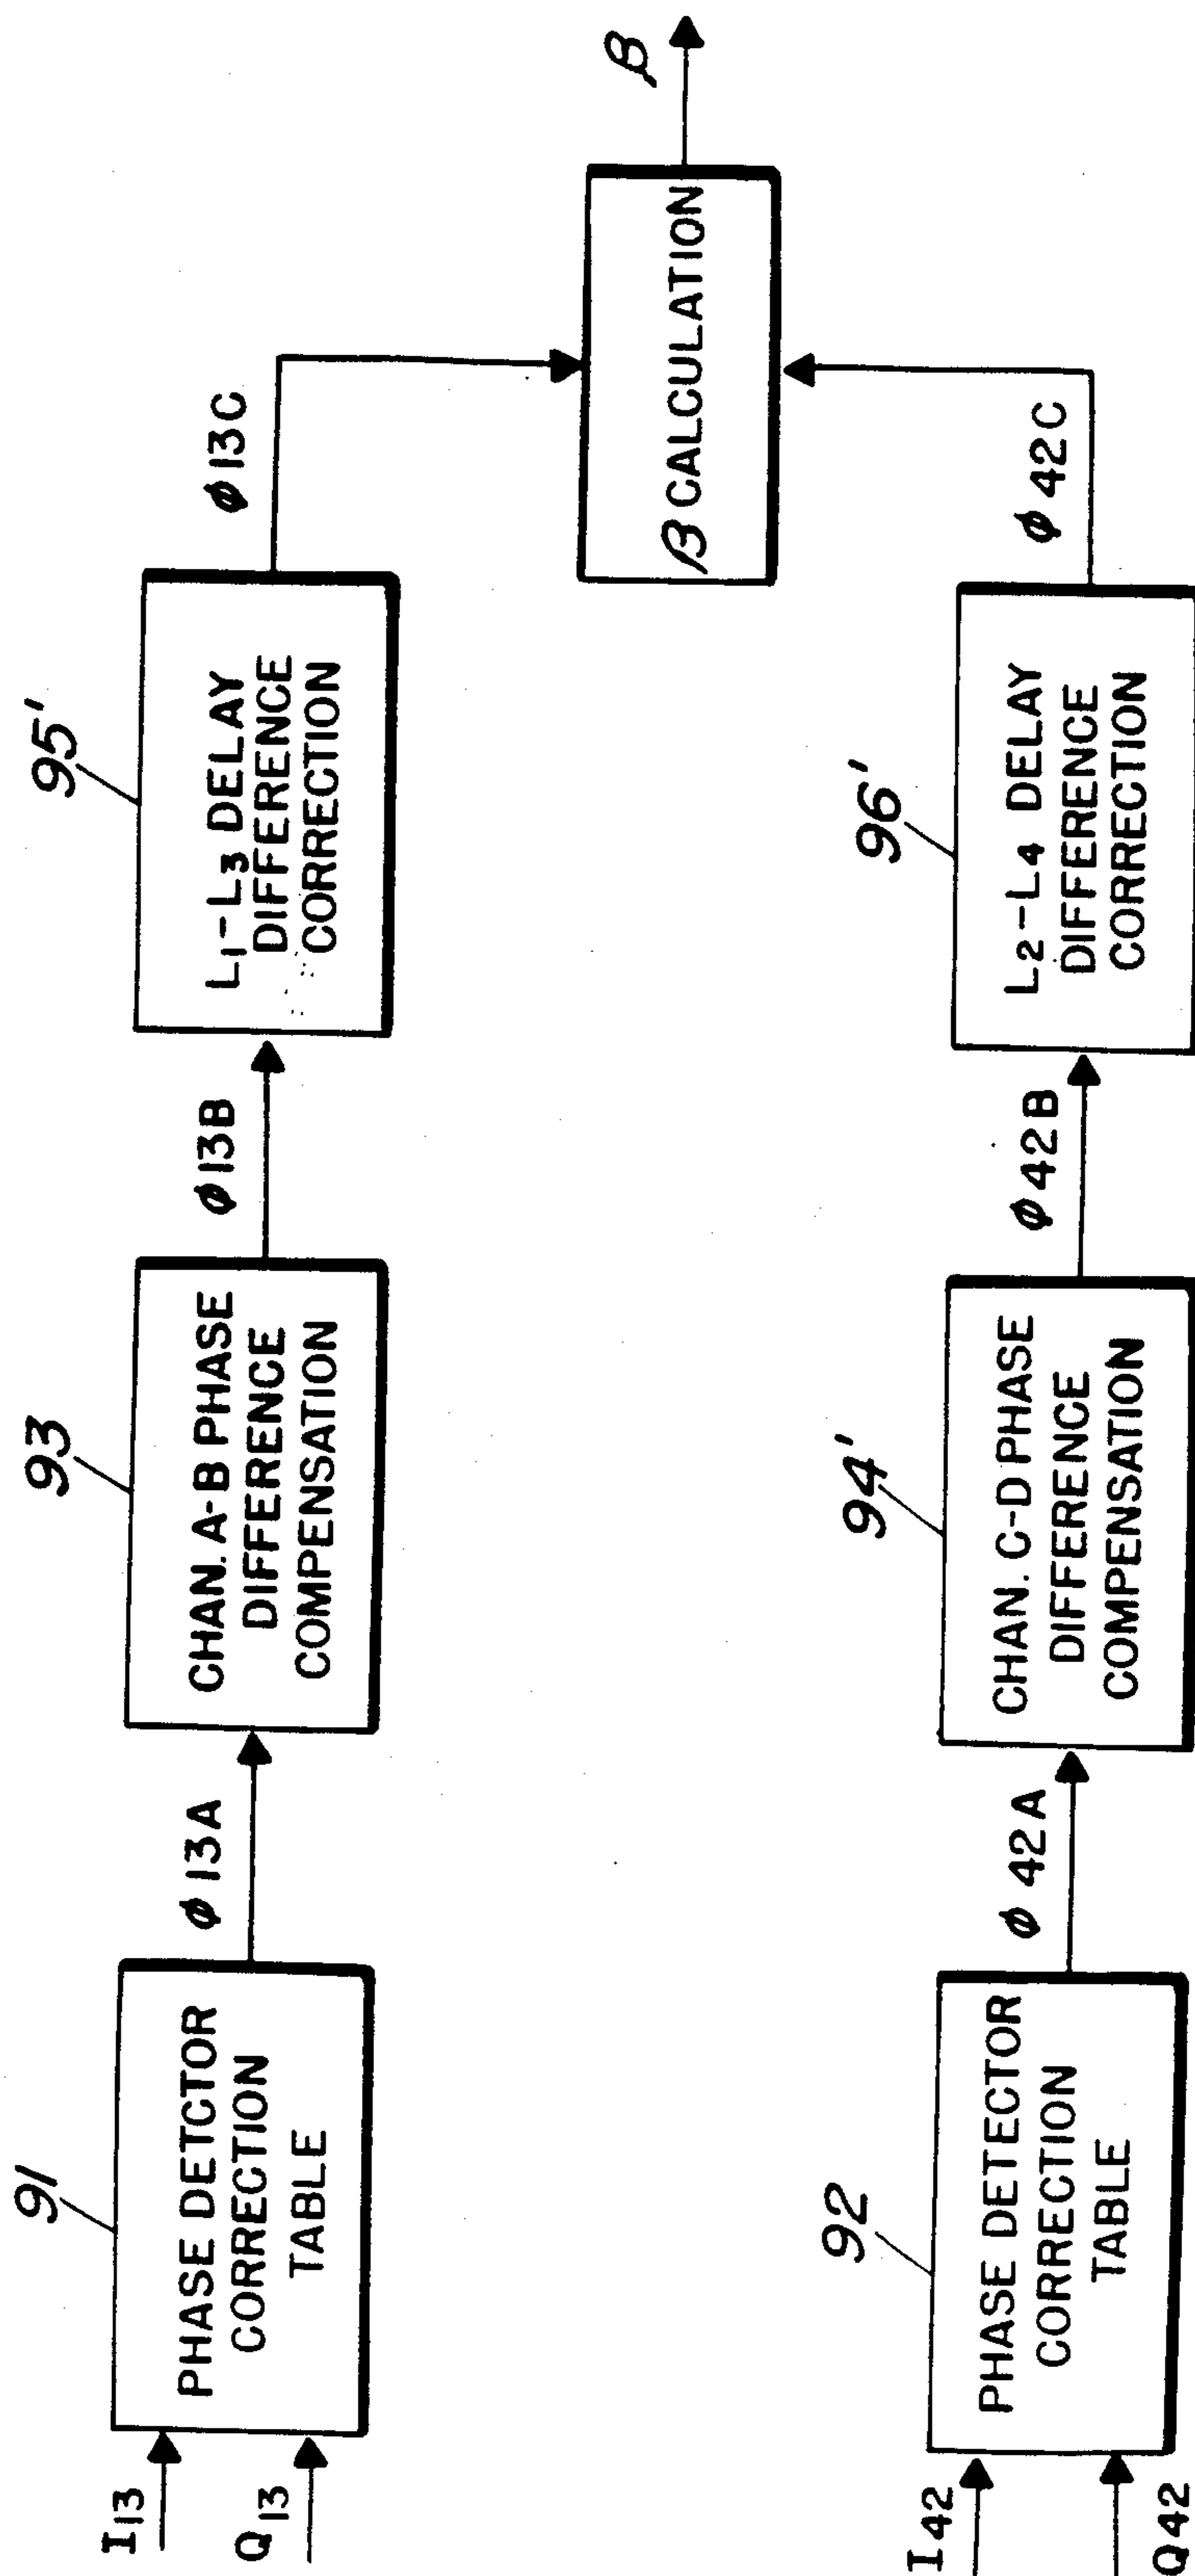 91
I13
Q13
PHASE DETCTOR
CORRECTION
TABLE
φ 13A
93
CHAN. A-B PHASE
DIFFERENCE
COMPENSATION
φ 13B
95'
L1-L3 DELAY
DIFFERENCE
CORRECTION
φ 13C
β CALCULATION
β
92
I42
Q42
PHASE DETECTOR
CORRECTION
TABLE
φ 42A
94'
CHAN. C-D PHASE
DIFFERENCE
COMPENSATION
φ 42B
96'
L2-L4 DELAY
DIFFERENCE
CORRECTION
φ 42C